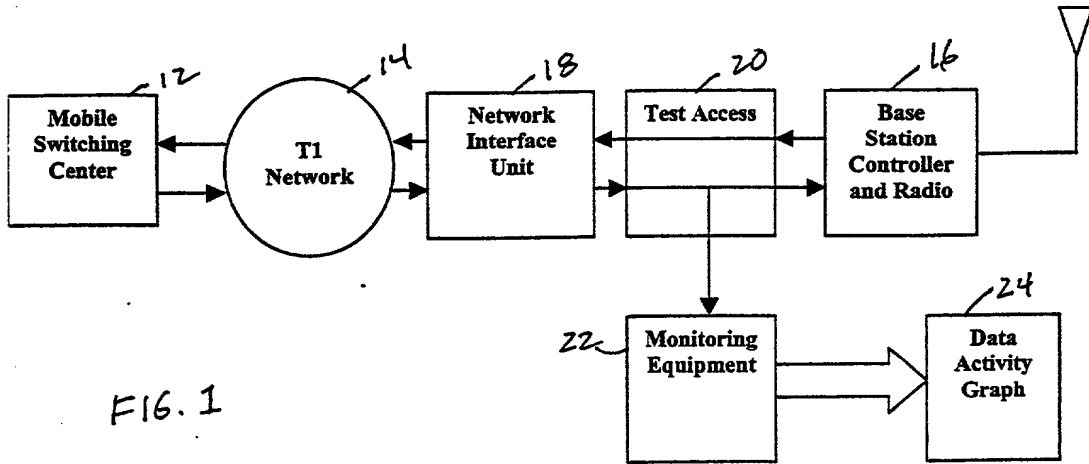 12
14
18
20
16
Mobile
Switching
Center
T1
Network
Network
Interface
Unit
Test Access
Base
Station
Controller
and Radio
22
24
Monitoring
Equipment
Data
Activity
Graph
FIG. 1